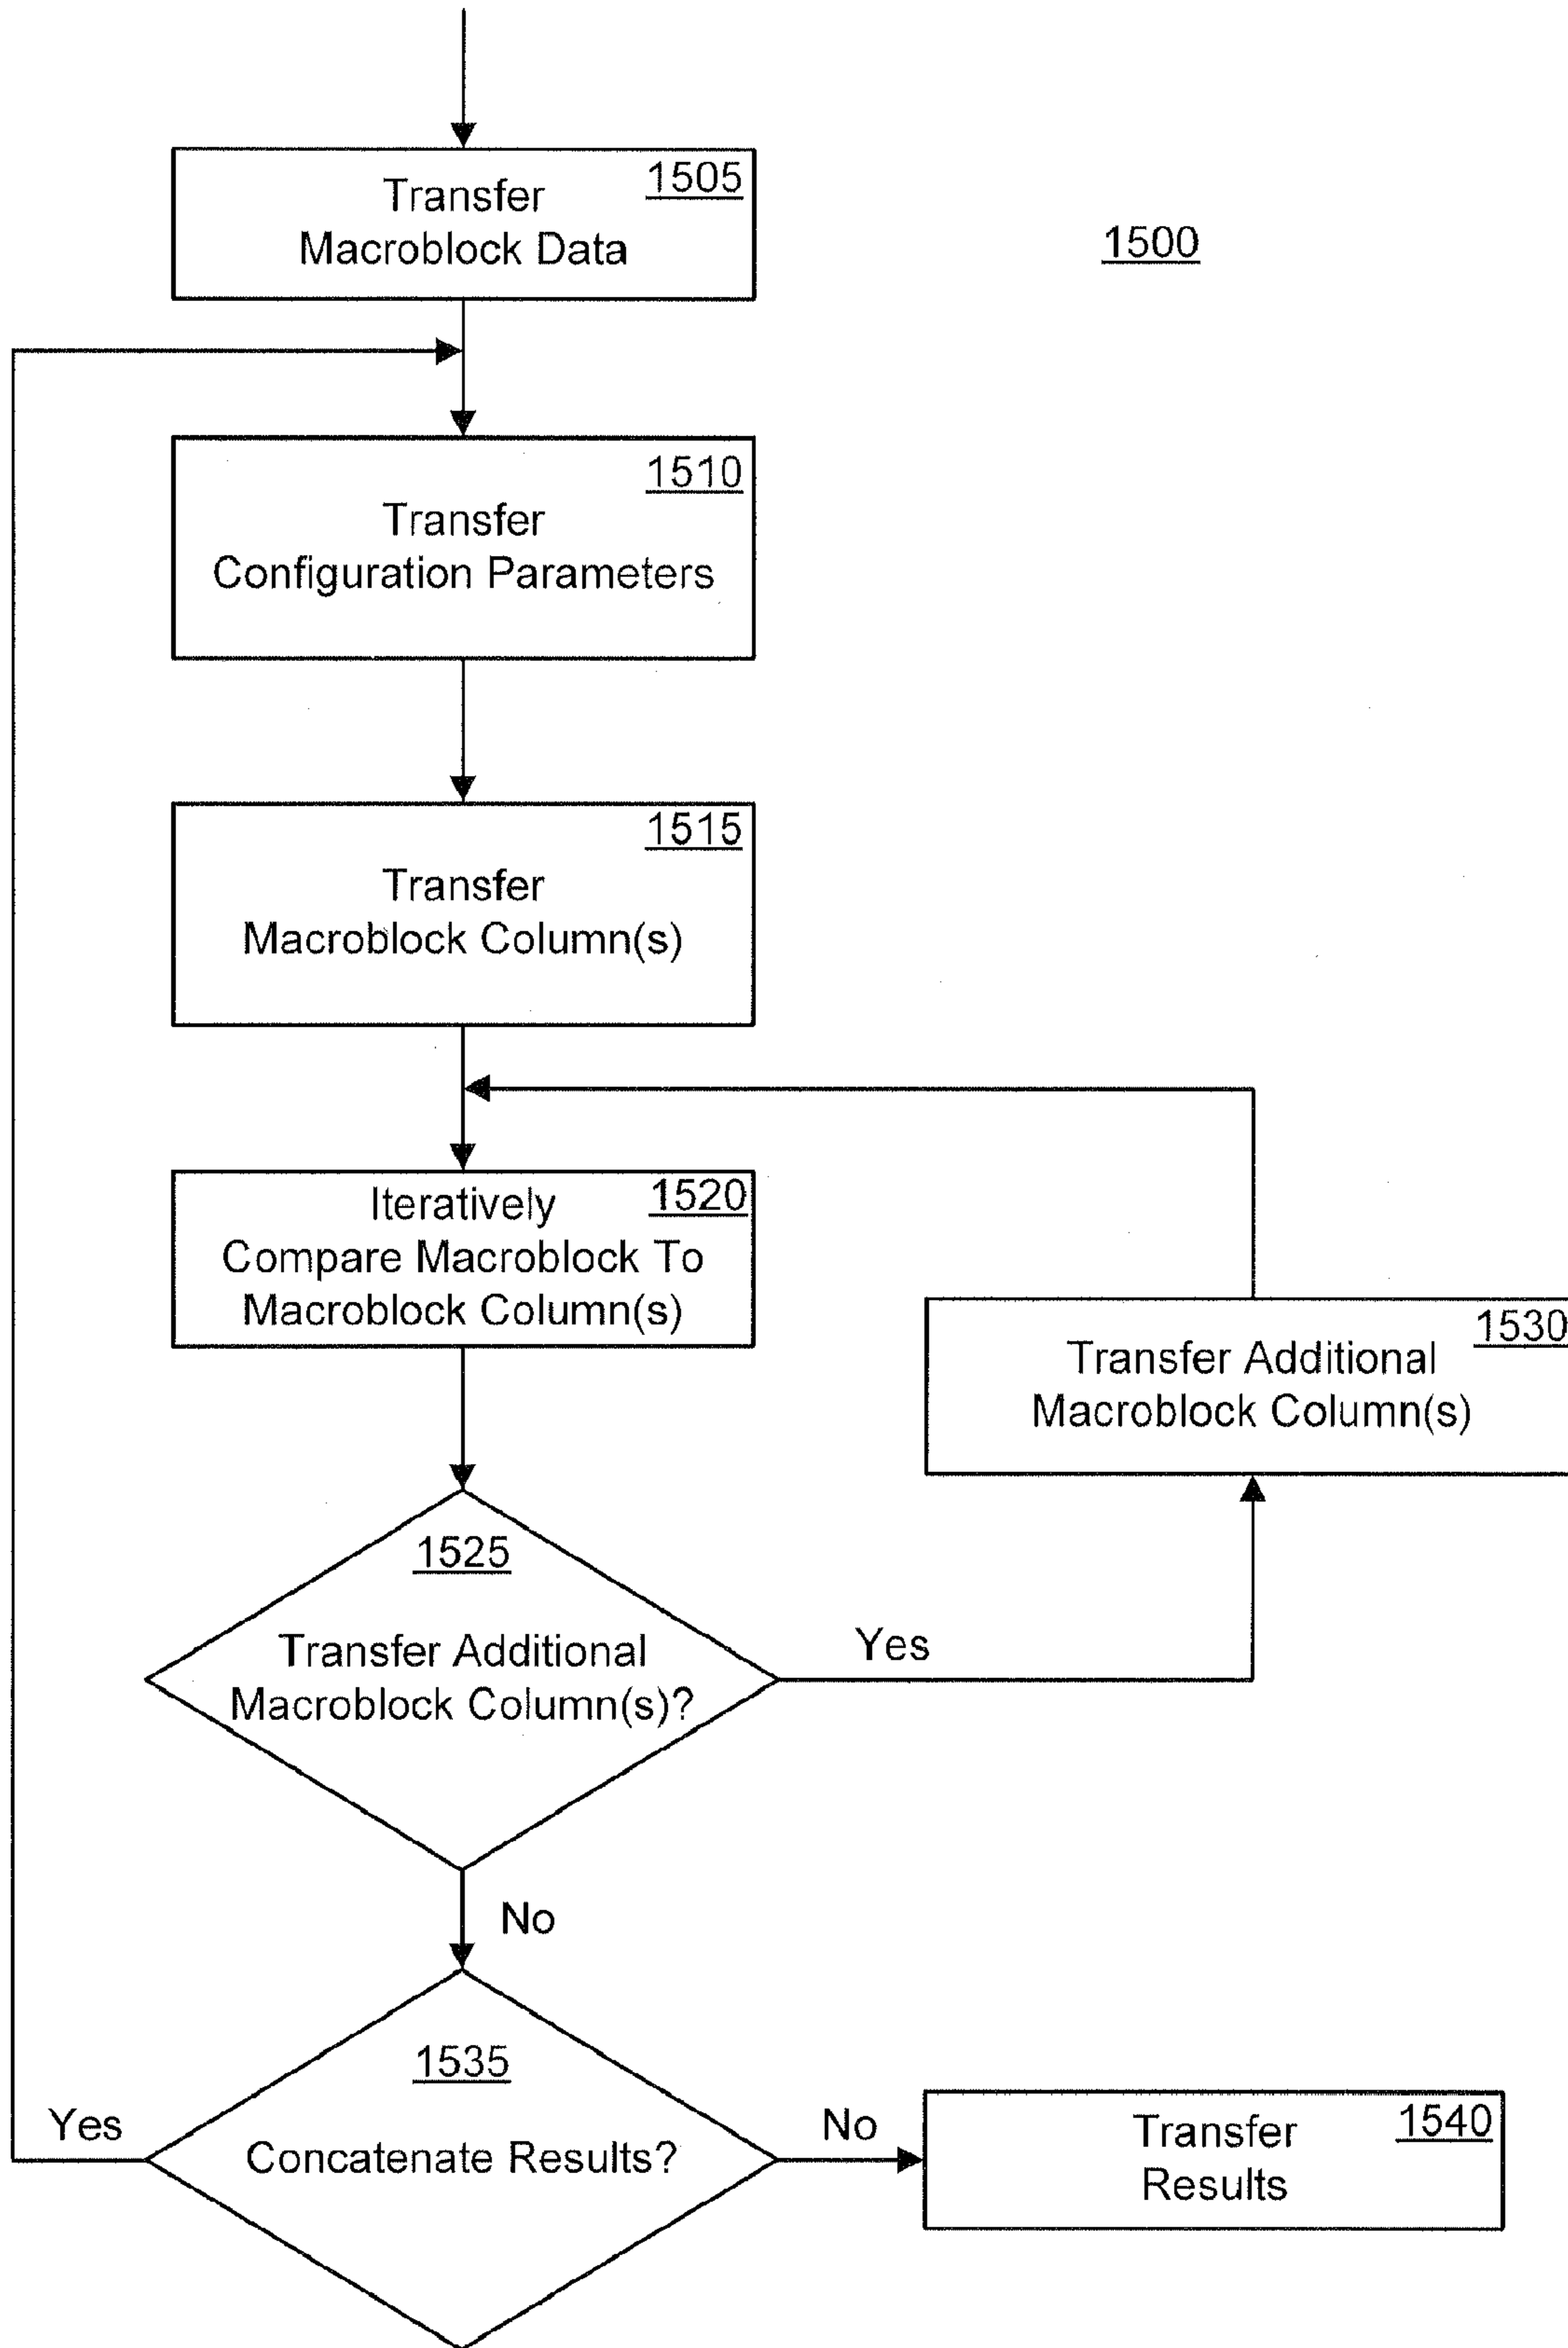 1505
Transfer
Macroblock Data
1500
1510
Transfer
Configuration Parameters
1515
Transfer
Macroblock Column(s)
1520
Iteratively
Compare Macroblock To
Macroblock Column(s)
1530
Transfer Additional
Macroblock Column(s)
1525
Transfer Additional
Macroblock Column(s)?
Yes
No
1535
Concatenate Results?
Yes
No
1540
Transfer
Results